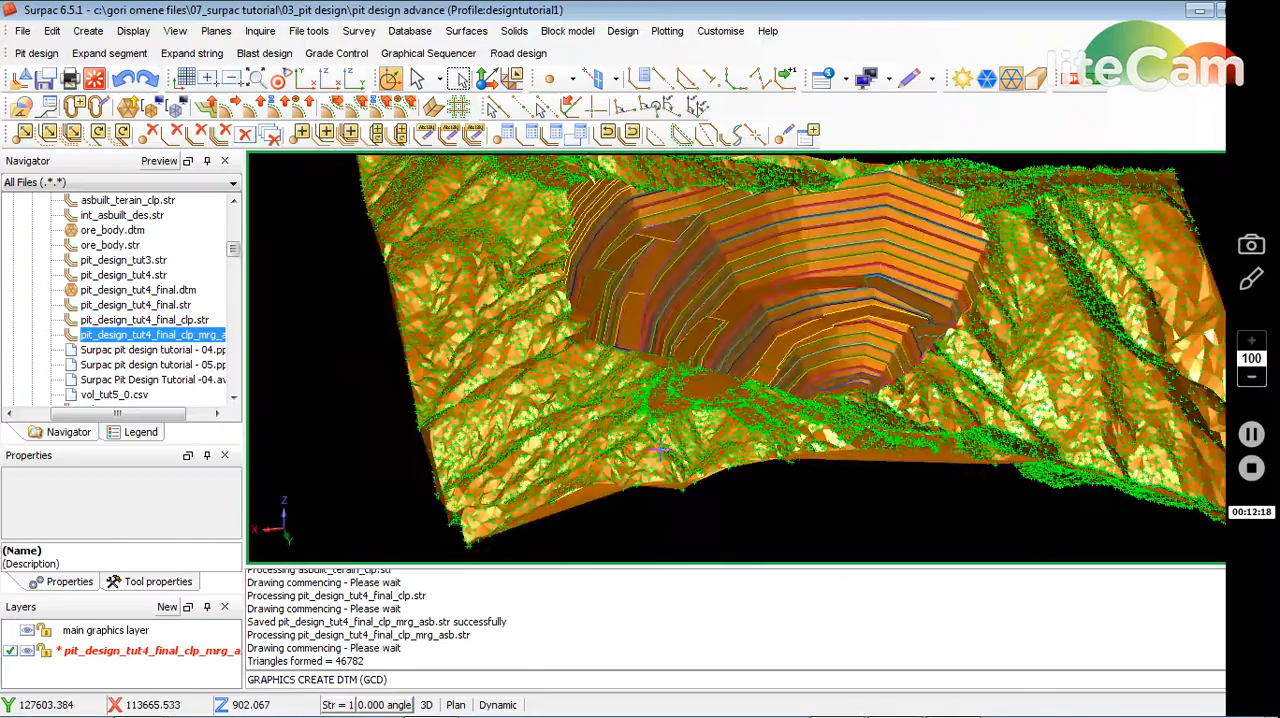 Surpac 6.5.1 - c:\gori omene files\07_surpac tutorial\03_pit design\pit design advance (Profile:designtutorial1)
File Edit Create Display View Planes Inquire File tools Survey Database Surfaces Solids Block model Design Plotting Customise Help
Pit design Expand segment Expand string Blast design Grade Control Graphical Sequencer Road design
liteCam
Navigator Preview
All Files (*.*)
asbuilt_terrain_clp.str
int_asbuilt_des.str
ore_body.dtm
ore_body.str
pit_design_tut3.str
pit_design_tut4.str
pit_design_tut4_final.dtm
pit_design_tut4_final.str
pit_design_tut4_final_clp.str
pit_design_tut4_final_clp_mrg_a
Surpac pit design tutorial - 04.pp
Surpac pit design tutorial - 05.pp
Surpac Pit Design Tutorial -04.av
vol_tut5_0.csv
Navigator Legend
Properties
(Name)
(Description)
Properties Tool properties
Layers New
main graphics layer
* pit_design_tut4_final_clp_mrg_a
Z
X
Y
Processing asbuilt_terain_clp.str
Drawing commencing - Please wait
Processing pit_design_tut4_final_clp.str
Drawing commencing - Please wait
Saved pit_design_tut4_final_clp_mrg_asb.str successfully
Processing pit_design_tut4_final_clp_mrg_asb.str
Drawing commencing - Please wait
Triangles formed = 46782
GRAPHICS CREATE DTM (GCD)
Y 127603.384 X 113665.533 Z 902.067 Str = 1 0.000 angle 3D Plan Dynamic
100
00:12:18